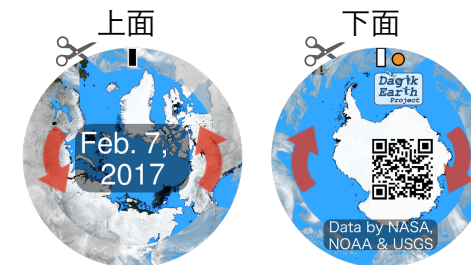 上面
下面
Feb. 7,
2017
Dagik
Earth
Project
Data by NASA,
NOAA & USGS